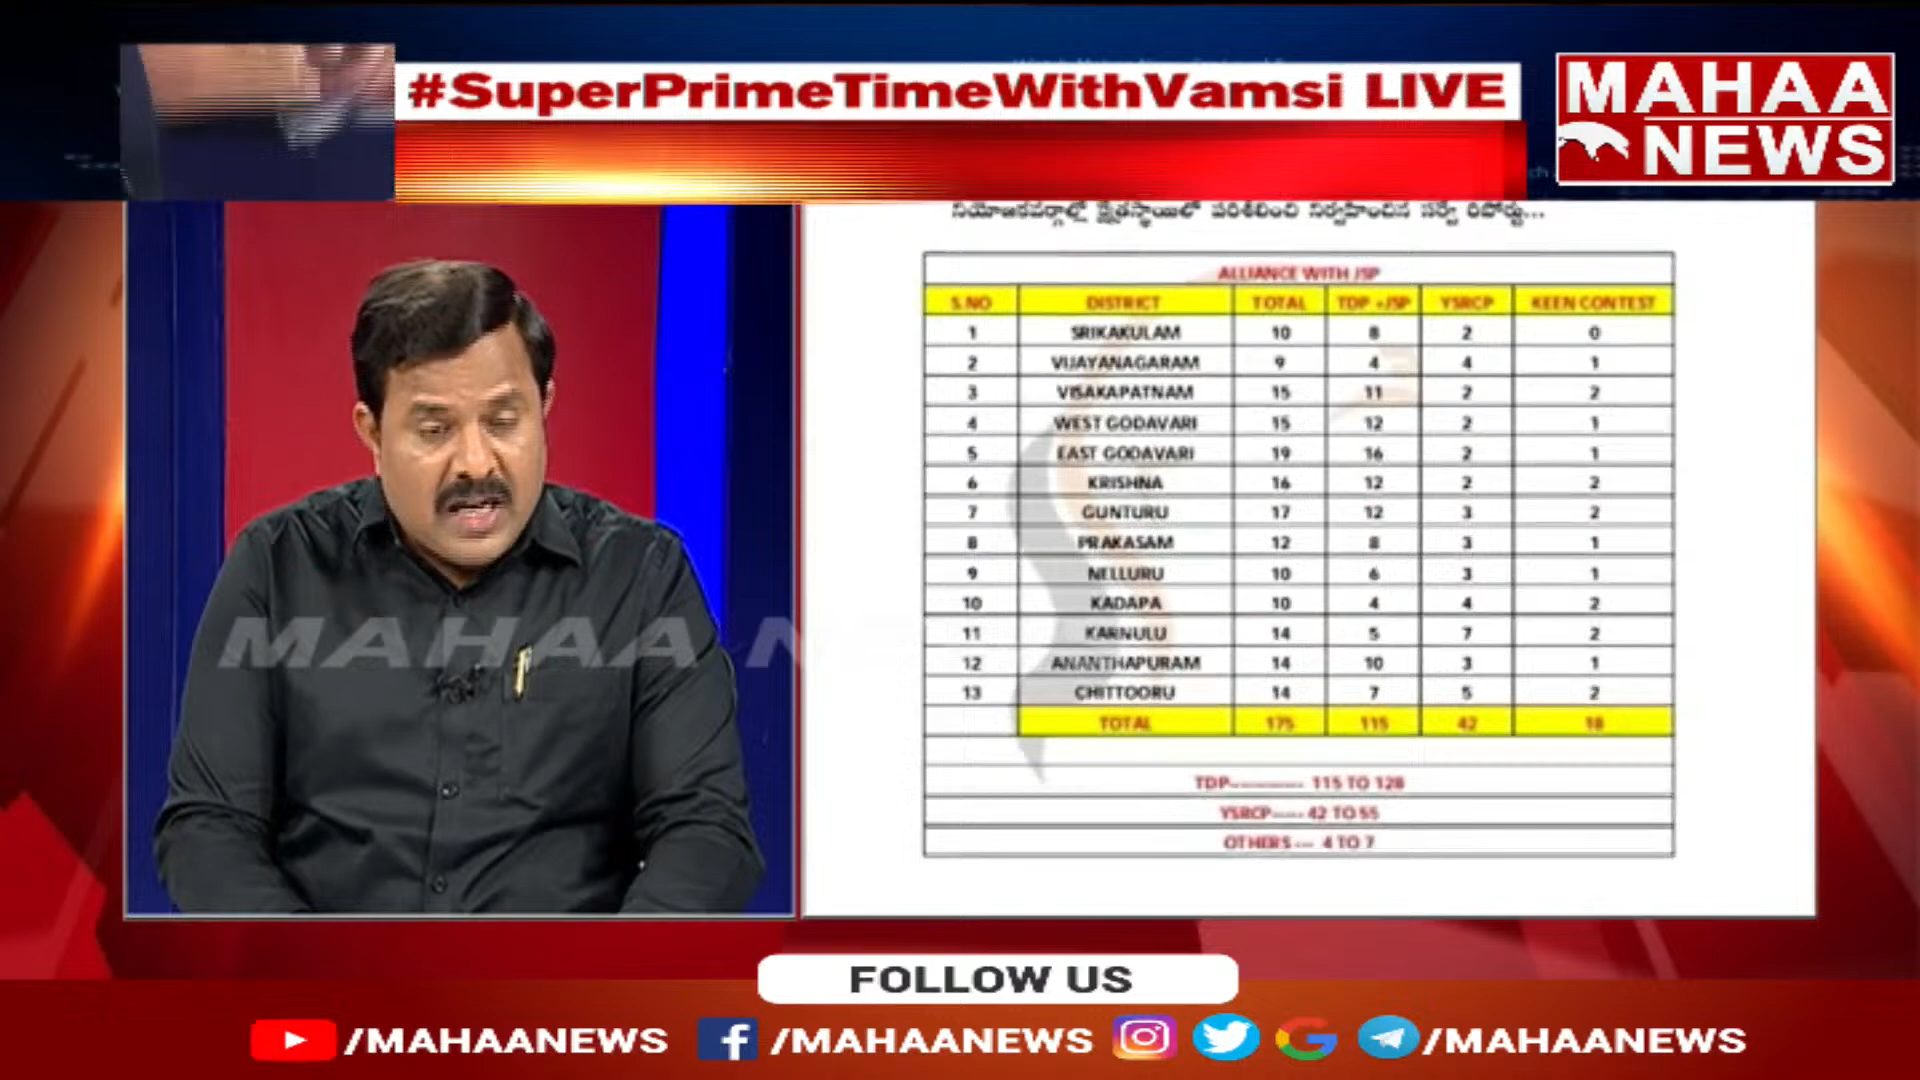 #SuperPrimeTimeWithVamsi LIVE
MAHAA
NEWS
నియోజకవర్గాల్లో క్షేత్రస్థాయిలో పరిశీలించి నిర్వహించిన సర్వే రిపోర్టు...
ALLIANCE WITH JSP
S.NO DISTRICT TOTAL TDP +JSP YSRCP KEEN CONTEST
1 SRIKAKULAM 10 8 2 0
2 VIJAYANAGARAM 9 4 4 1
3 VISAKAPATNAM 15 11 2 2
4 WEST GODAVARI 15 12 2 1
5 EAST GODAVARI 19 16 2 1
6 KRISHNA 16 12 2 2
7 GUNTURU 17 12 3 2
8 PRAKASAM 12 8 3 1
9 NELLURU 10 6 3 1
10 KADAPA 10 4 4 2
11 KARNULU 14 5 7 2
12 ANANTHAPURAM 14 10 3 1
13 CHITTOORU 14 7 5 2
TOTAL 175 115 42 18
TDP------------ 115 TO 128
YSRCP----- 42 TO 55
OTHERS--- 4 TO 7
MAHAA N
FOLLOW US
/MAHAANEWS /MAHAANEWS /MAHAANEWS